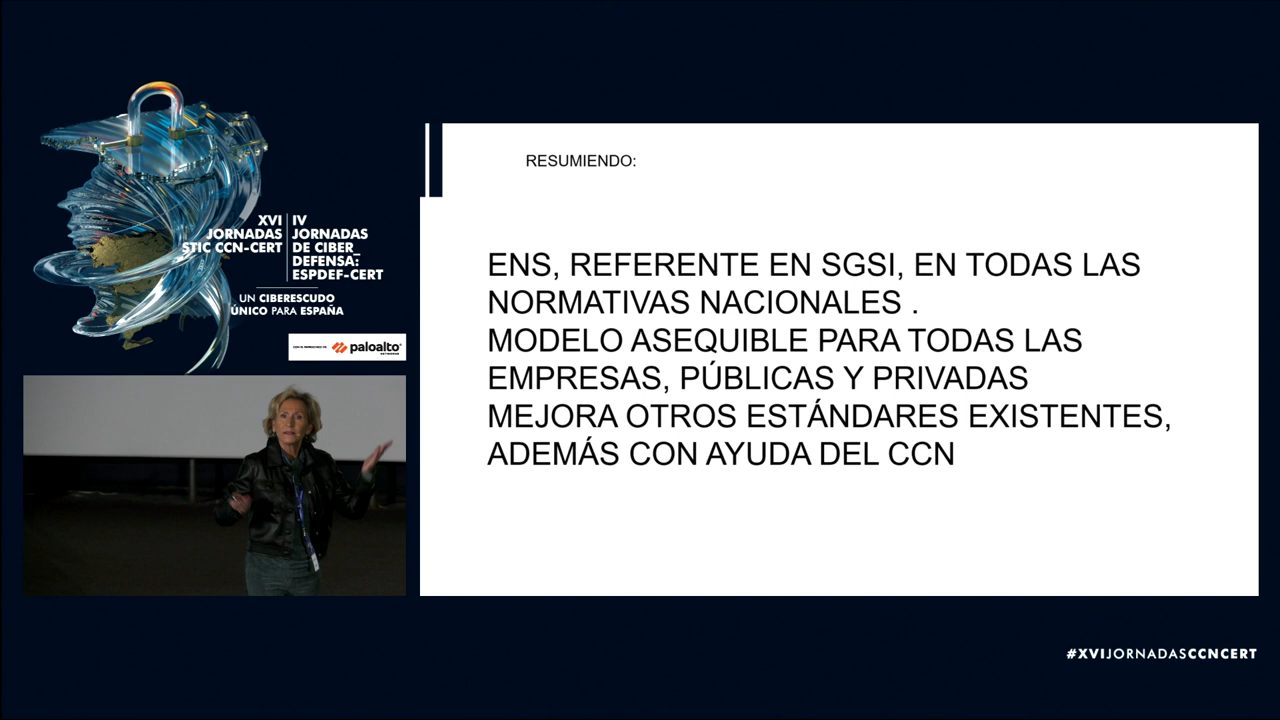 XVI
JORNADAS
STIC CCN-CERT
IV
JORNADAS
DE CIBER
DEFENSA:
ESPDEF-CERT
UN CIBERESCUDO
ÚNICO PARA ESPAÑA
paloalto
NETWORKS
RESUMIENDO:
ENS, REFERENTE EN SGSI, EN TODAS LAS
NORMATIVAS NACIONALES .
MODELO ASEQUIBLE PARA TODAS LAS
EMPRESAS, PÚBLICAS Y PRIVADAS
MEJORA OTROS ESTÁNDARES EXISTENTES,
ADEMÁS CON AYUDA DEL CCN
#XVIJORNADASCCNCERT